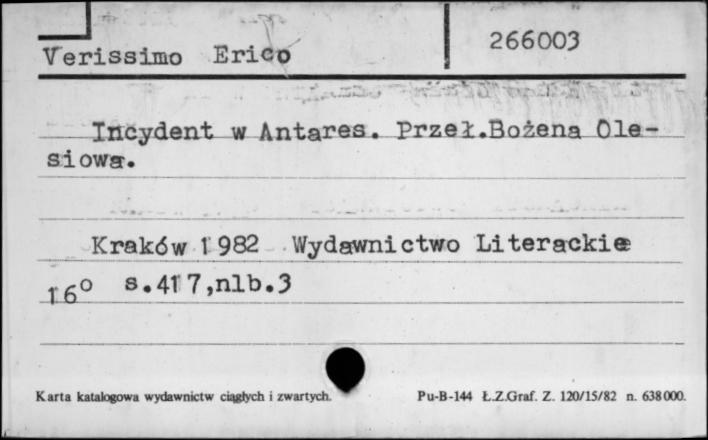 Verissimo Erico 266003
Incydent w Antares. Przeł.Bożena Ole-
siowa.
Kraków 1982 Wydawnictwo Literackie
16° s.417,nlb.3
Karta katalogowa wydawnictw ciągłych i zwartych. Pu-B-144 Ł.Z.Graf. Z. 120/15/82 n. 638000.